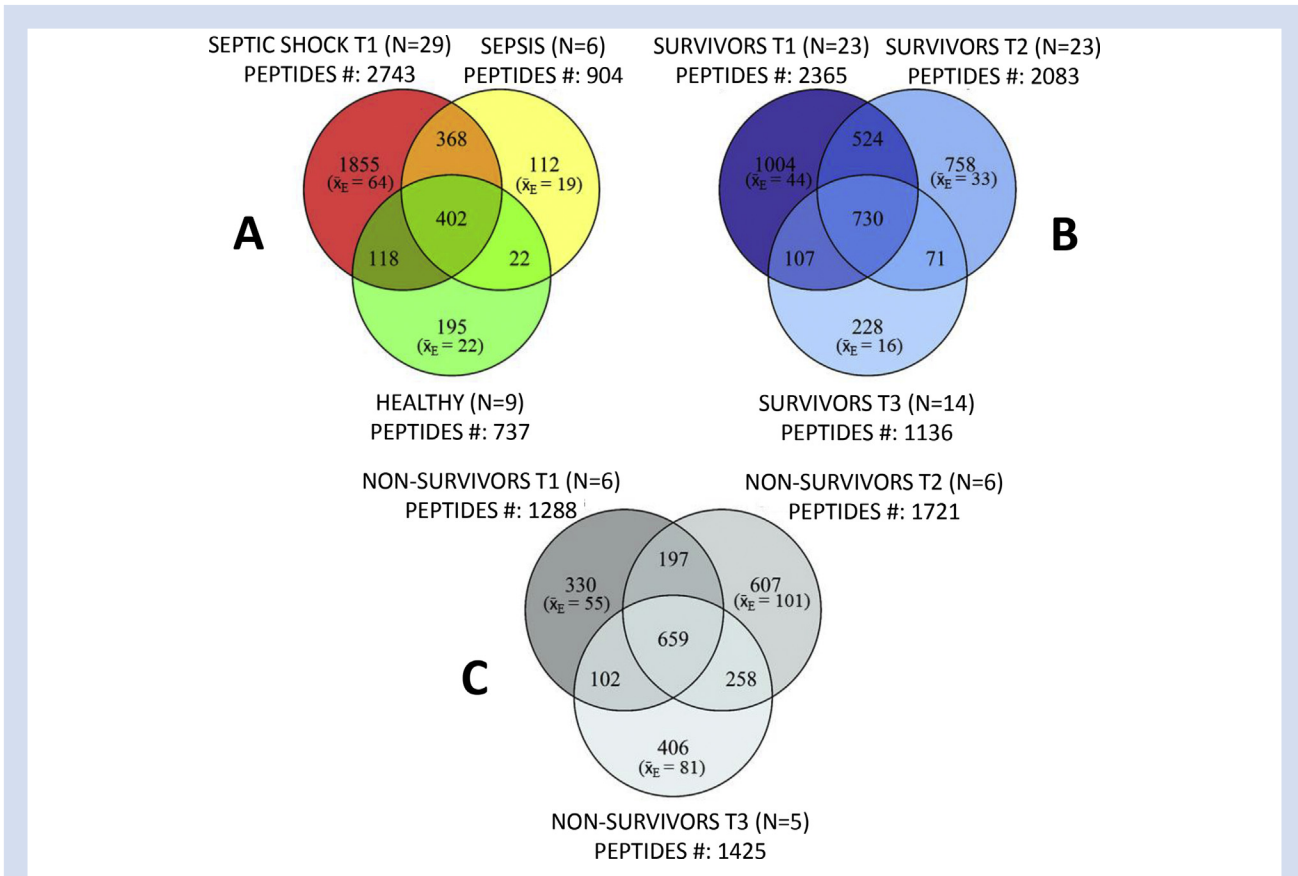 SEPTIC SHOCK T1 (N=29)
PEPTIDES #: 2743
SEPSIS (N=6)
PEPTIDES #: 904
1855
(x̄E = 64)
368
112
(x̄E = 19)
402
118
22
195
(x̄E = 22)
A
HEALTHY (N=9)
PEPTIDES #: 737
SURVIVORS T1 (N=23)
PEPTIDES #: 2365
SURVIVORS T2 (N=23)
PEPTIDES #: 2083
1004
(x̄E = 44)
524
758
(x̄E = 33)
730
107
71
228
(x̄E = 16)
B
SURVIVORS T3 (N=14)
PEPTIDES #: 1136
NON-SURVIVORS T1 (N=6)
PEPTIDES #: 1288
NON-SURVIVORS T2 (N=6)
PEPTIDES #: 1721
330
(x̄E = 55)
197
607
(x̄E = 101)
659
102
258
406
(x̄E = 81)
C
NON-SURVIVORS T3 (N=5)
PEPTIDES #: 1425